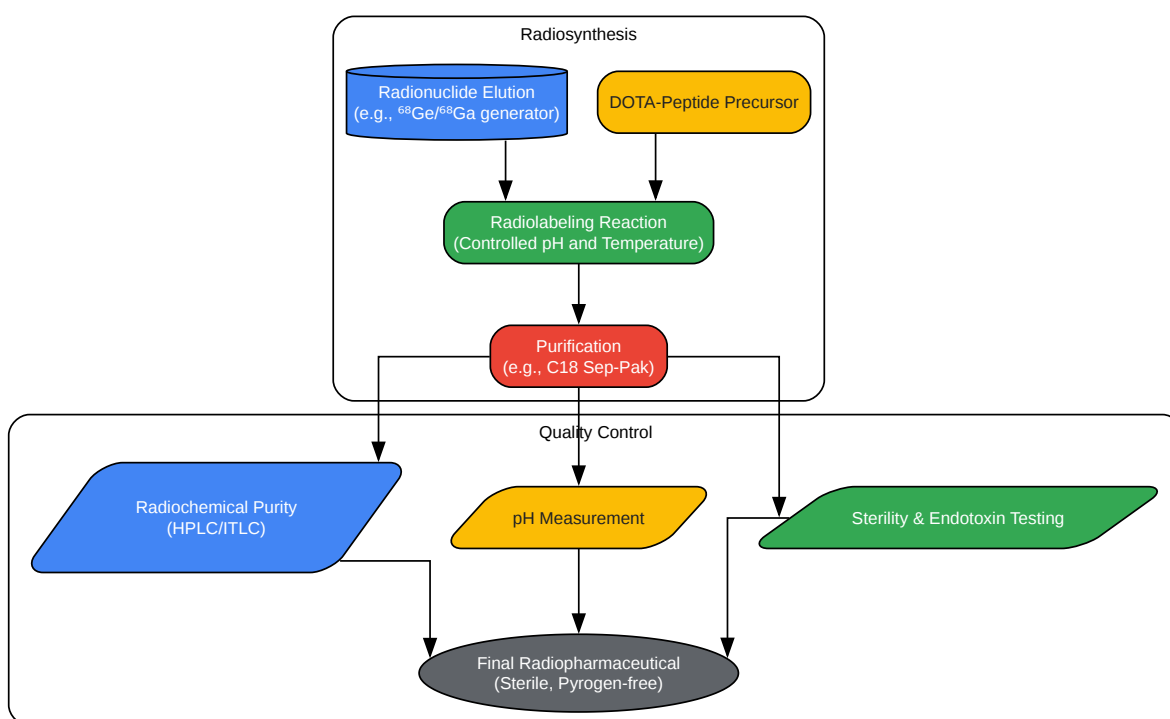 Radiosynthesis
Radionuclide Elution
(e.g., ⁶⁸Ge/⁶⁸Ga generator)
DOTA-Peptide Precursor
Radiolabeling Reaction
(Controlled pH and Temperature)
Purification
(e.g., C18 Sep-Pak)
Quality Control
Radiochemical Purity
(HPLC/ITLC)
pH Measurement
Sterility & Endotoxin Testing
Final Radiopharmaceutical
(Sterile, Pyrogen-free)